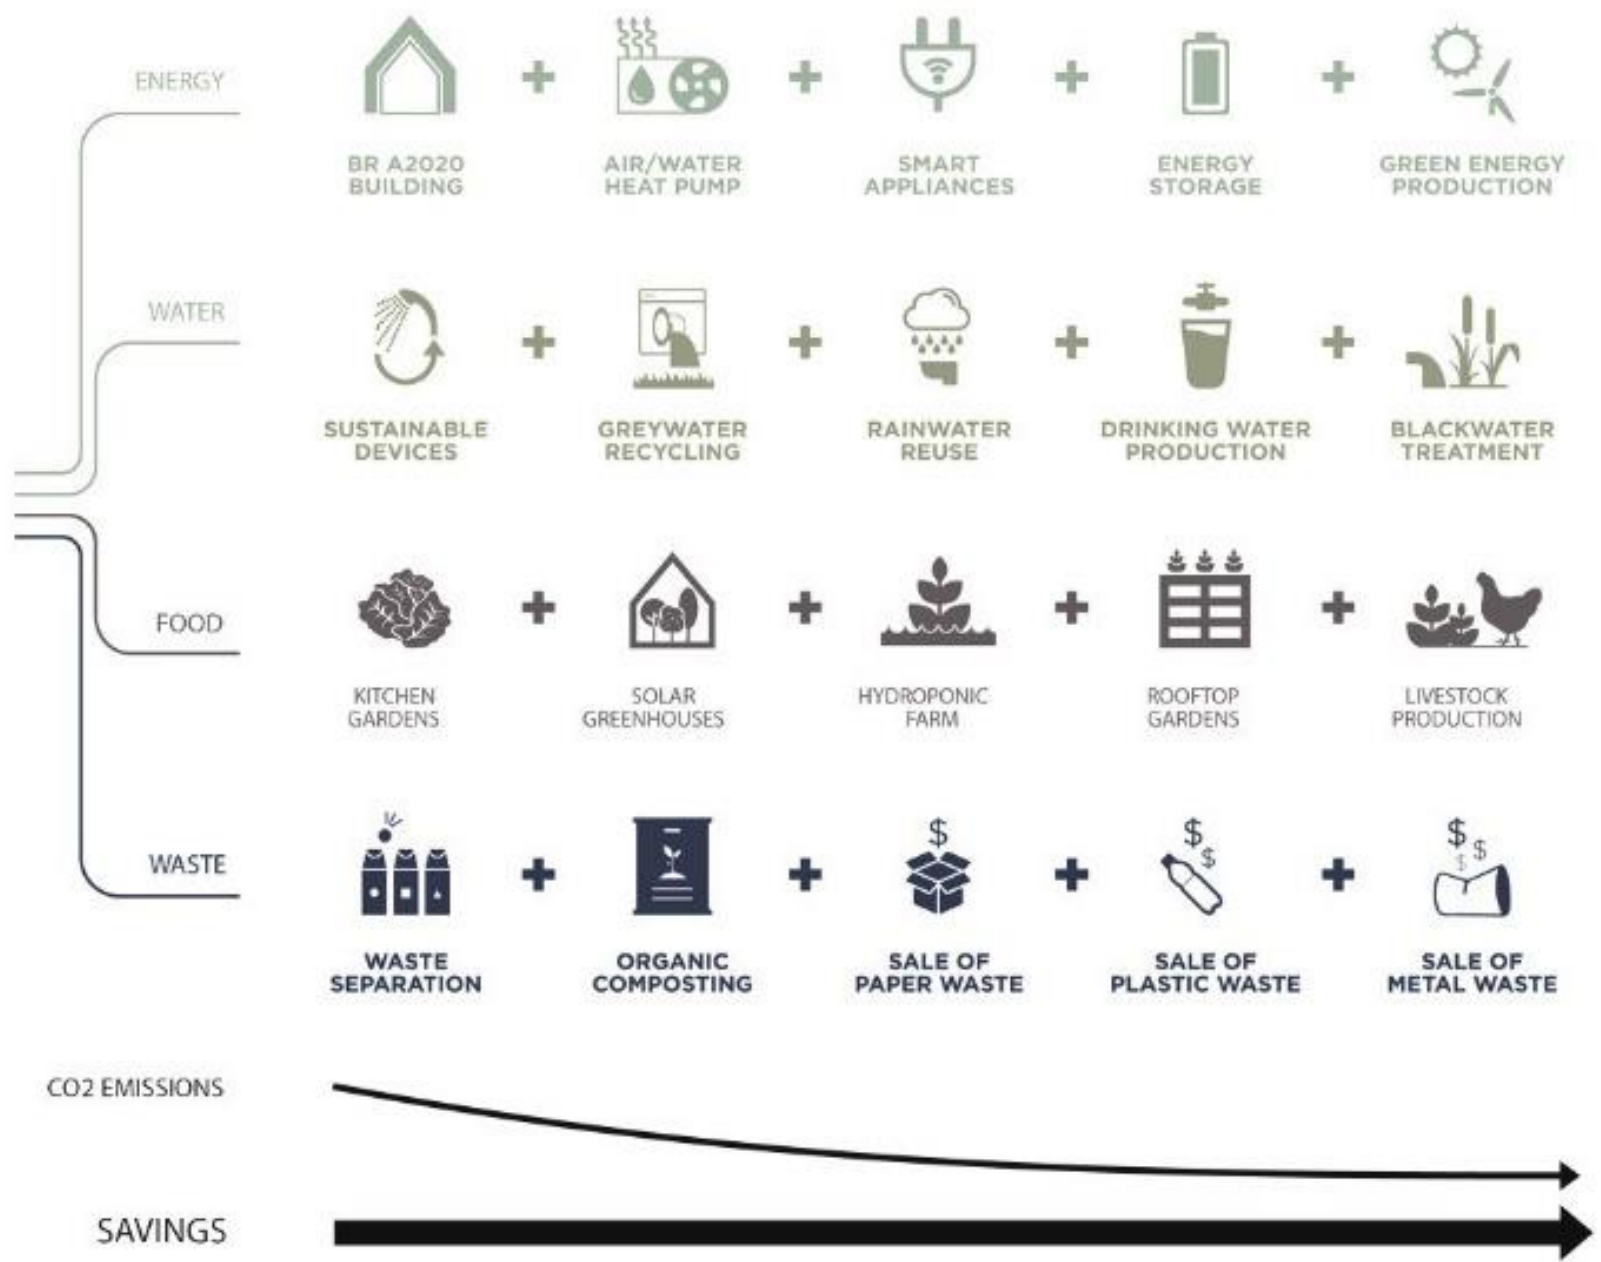 ENERGY
BR A2020
BUILDING
AIR/WATER
HEAT PUMP
SMART
APPLIANCES
ENERGY
STORAGE
GREEN ENERGY
PRODUCTION
WATER
SUSTAINABLE
DEVICES
GREYWATER
RECYCLING
RAINWATER
REUSE
DRINKING WATER
PRODUCTION
BLACKWATER
TREATMENT
FOOD
KITCHEN
GARDENS
SOLAR
GREENHOUSES
HYDROPONIC
FARM
ROOFTOP
GARDENS
LIVESTOCK
PRODUCTION
WASTE
$
$
$
$
$
$
WASTE
SEPARATION
ORGANIC
COMPOSTING
SALE OF
PAPER WASTE
SALE OF
PLASTIC WASTE
SALE OF
METAL WASTE
CO2 EMISSIONS
SAVINGS